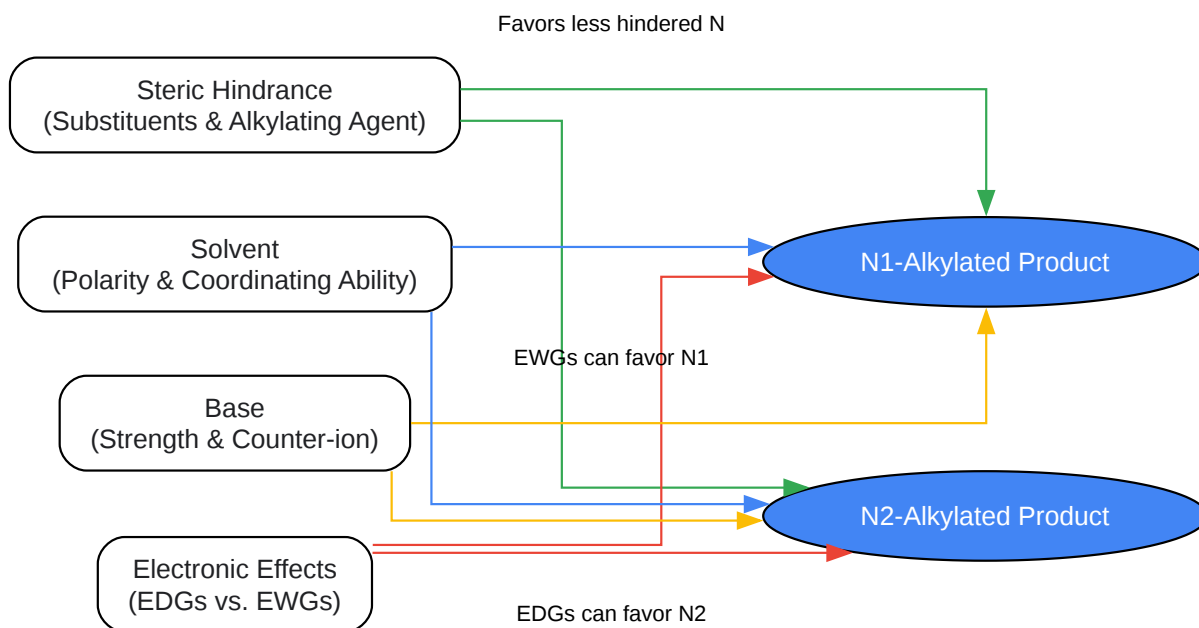 Favors less hindered N
Steric Hindrance
(Substituents & Alkylating Agent)
Solvent
(Polarity & Coordinating Ability)
N1-Alkylated Product
EWGs can favor N1
Base
(Strength & Counter-ion)
N2-Alkylated Product
Electronic Effects
(EDGs vs. EWGs)
EDGs can favor N2